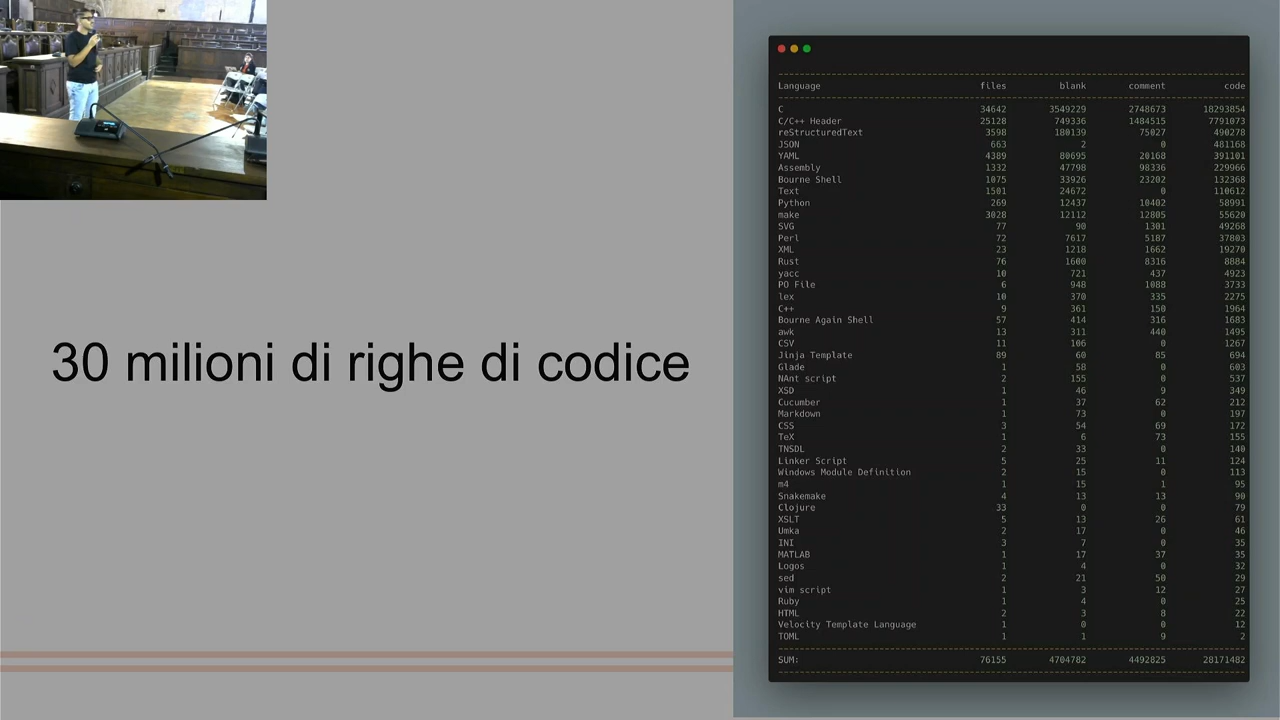 30 milioni di righe di codice
Language files blank comment code
C 34642 3549229 2748673 18293854
C/C++ Header 25128 749336 1484515 7791073
reStructuredText 3598 180139 75027 490278
JSON 663 2 0 481168
YAML 4389 80695 20168 391101
Assembly 1332 47798 98336 229966
Bourne Shell 1075 33926 23202 132368
Text 1501 24672 0 110612
Python 269 12437 10402 58991
make 3028 12112 12805 55620
SVG 77 90 1301 49268
Perl 72 7617 5187 37803
XML 23 1218 1662 19270
Rust 76 1600 8316 8884
yacc 10 721 437 4923
PO File 6 948 1088 3733
lex 10 370 335 2275
C++ 9 361 150 1964
Bourne Again Shell 57 414 316 1683
awk 13 311 440 1495
CSV 11 106 0 1267
Jinja Template 89 60 85 694
Glade 1 58 0 603
NAnt script 2 155 0 537
XSD 1 46 9 349
Cucumber 1 37 62 212
Markdown 1 73 0 197
CSS 3 54 69 172
TeX 1 6 73 155
TNSDL 2 33 0 140
Linker Script 5 25 11 124
Windows Module Definition 2 15 0 113
m4 1 15 1 95
Snakemake 4 13 13 90
Clojure 33 0 0 79
XSLT 5 13 26 61
Umka 2 17 0 46
INI 3 7 0 35
MATLAB 1 17 37 35
Logos 1 4 0 32
sed 2 21 50 29
vim script 1 3 12 27
Ruby 1 4 0 25
HTML 2 3 8 22
Velocity Template Language 1 0 0 12
TOML 1 1 9 2
SUM: 76155 4704782 4492825 28171482